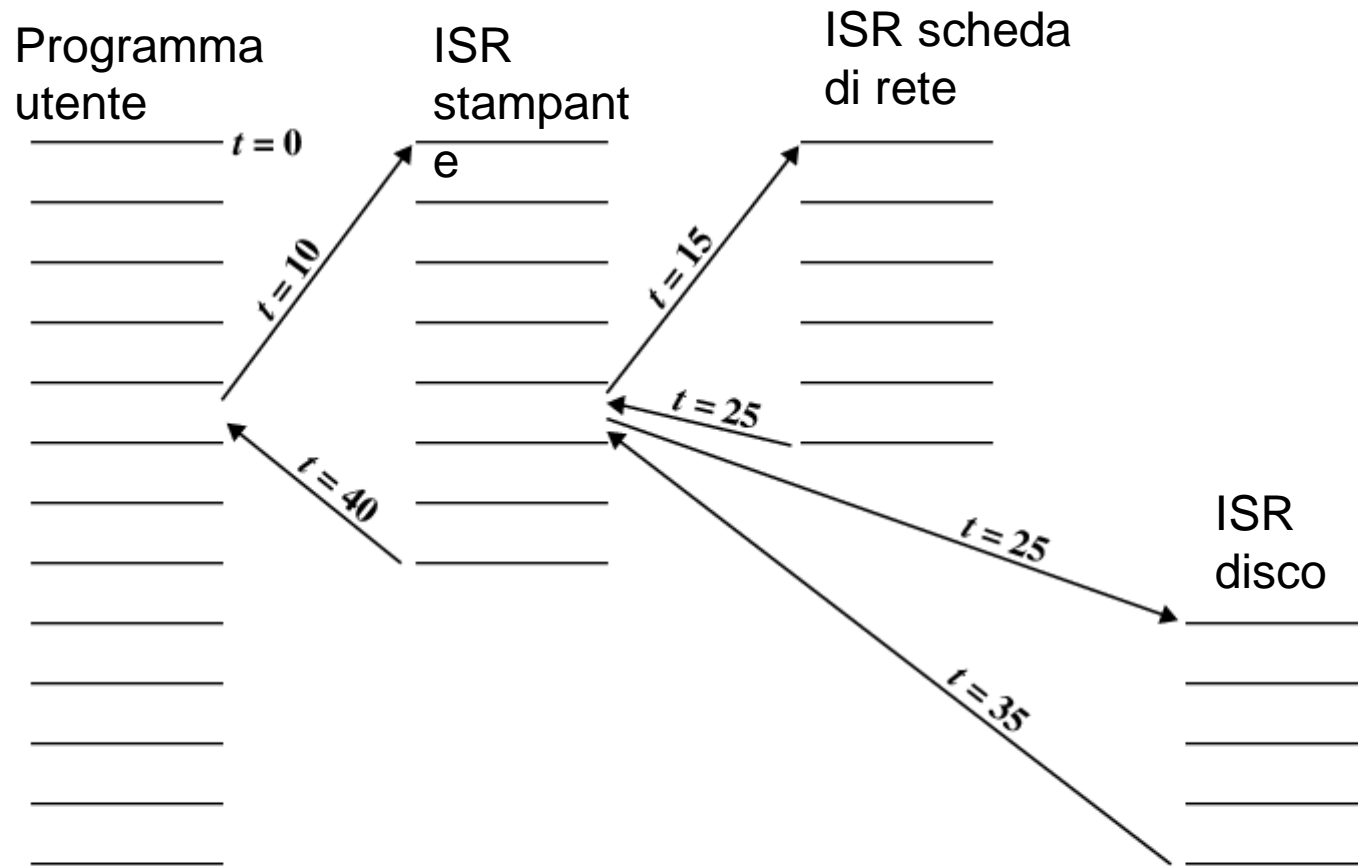 Programma
utente
ISR
stampant
e
ISR scheda
di rete
t = 0
t = 10
t = 15
t = 25
t = 40
t = 25
ISR
disco
t = 35